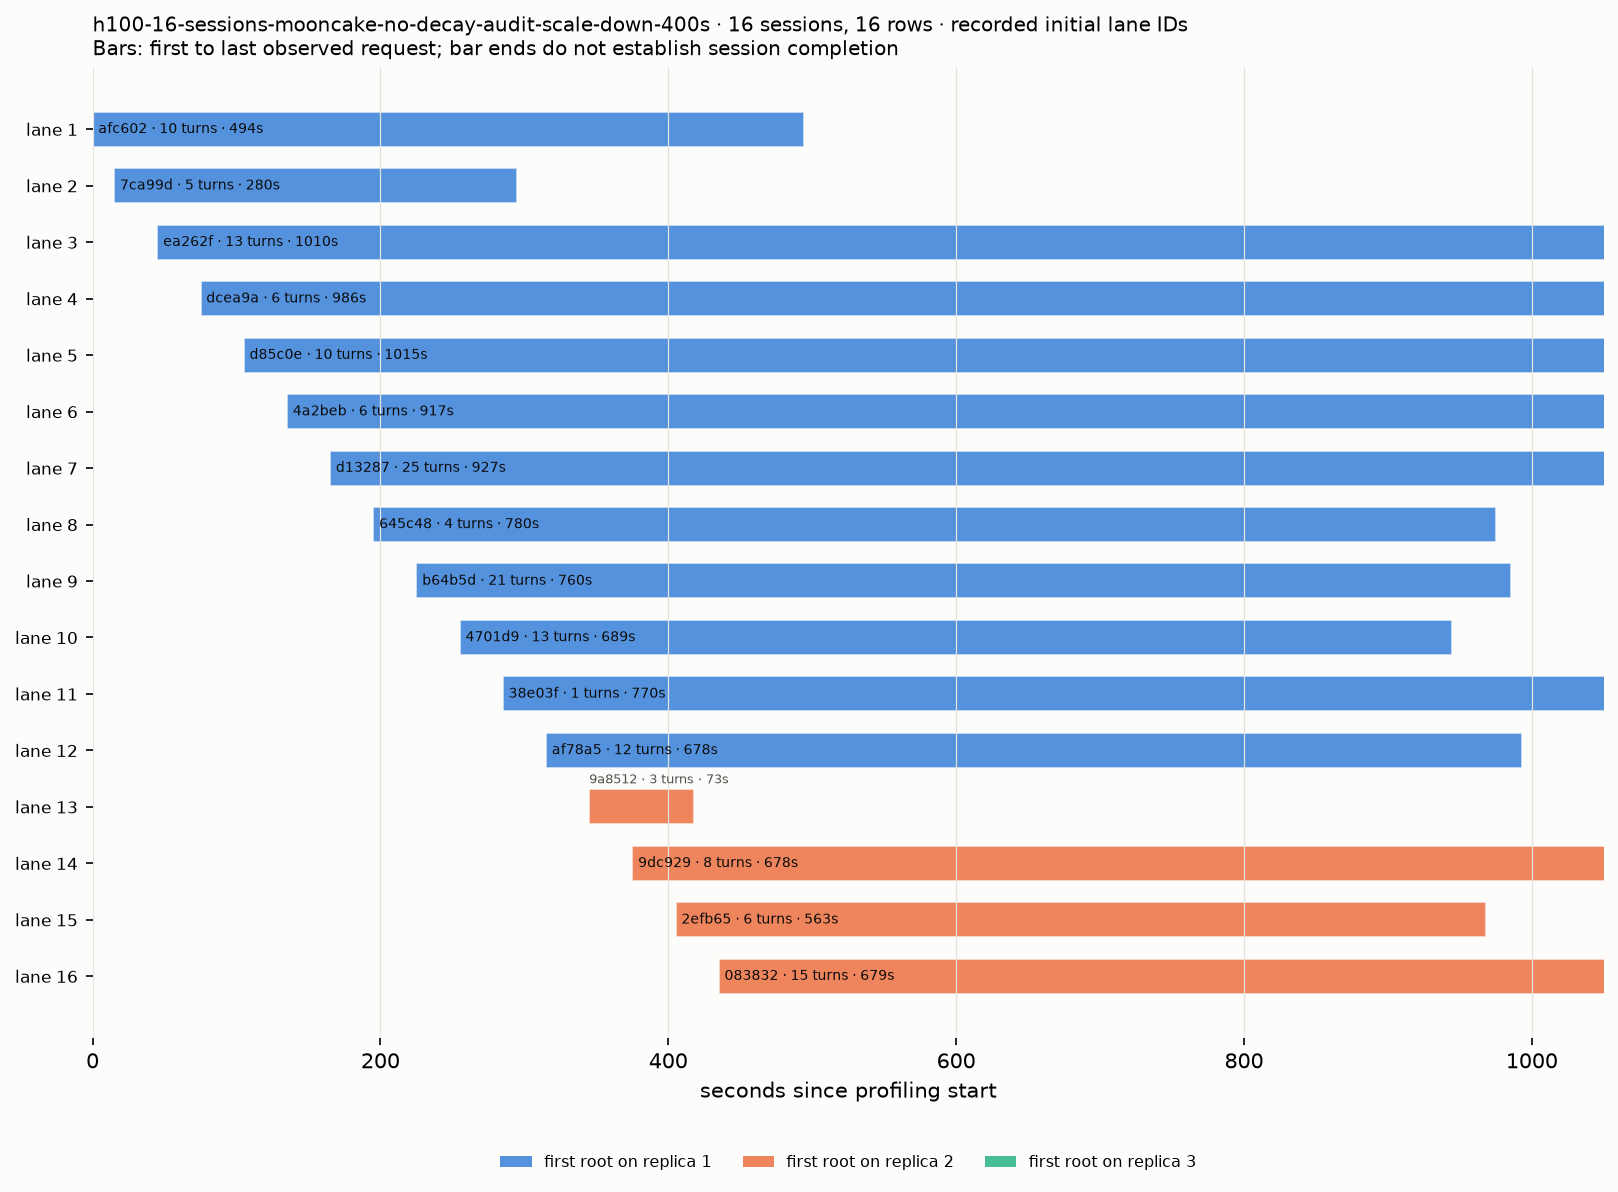 h100-16-sessions-mooncake-no-decay-audit-scale-down-400s · 16 sessions, 16 rows · recorded initial lane IDs
Bars: first to last observed request; bar ends do not establish session completion
lane 1
afc602 · 10 turns · 494s
lane 2
7ca99d · 5 turns · 280s
lane 3
ea262f · 13 turns · 1010s
lane 4
dcea9a · 6 turns · 986s
lane 5
d85c0e · 10 turns · 1015s
lane 6
4a2beb · 6 turns · 917s
lane 7
d13287 · 25 turns · 927s
lane 8
645c48 · 4 turns · 780s
lane 9
b64b5d · 21 turns · 760s
lane 10
4701d9 · 13 turns · 689s
lane 11
38e03f · 1 turns · 770s
lane 12
af78a5 · 12 turns · 678s
lane 13
9a8512 · 3 turns · 73s
lane 14
9dc929 · 8 turns · 678s
lane 15
2efb65 · 6 turns · 563s
lane 16
083832 · 15 turns · 679s
0 200 400 600 800 1000
seconds since profiling start
first root on replica 1
first root on replica 2
first root on replica 3